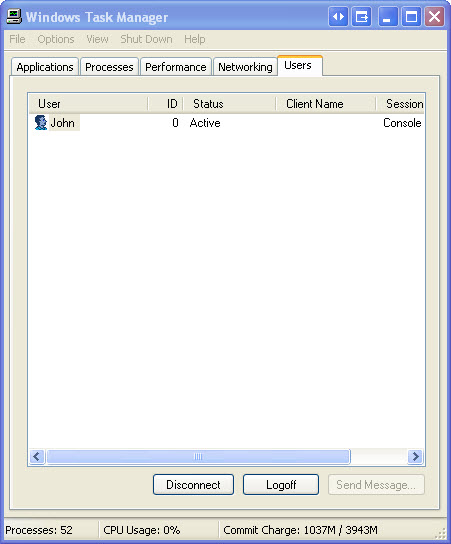 Windows Task Manager
File Options View Shut Down Help
Applications Processes Performance Networking Users
User ID Status Client Name Session
John 0 Active Console
Disconnect Logoff Send Message...
Processes: 52 CPU Usage: 0% Commit Charge: 1037M / 3943M